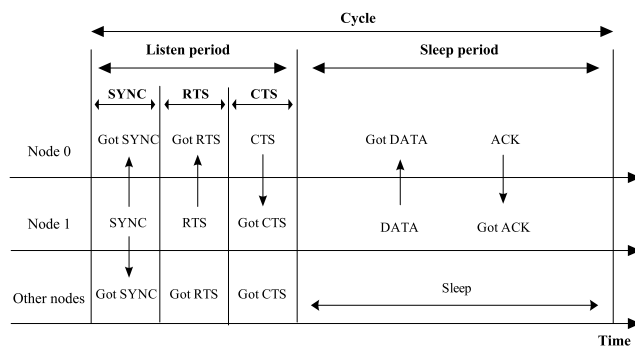 Cycle
Listen period Sleep period
SYNC RTS CTS
Node 0 Got SYNC Got RTS CTS Got DATA ACK
Node 1 SYNC RTS Got CTS DATA Got ACK
Other nodes Got SYNC Got RTS Got CTS Sleep
Time